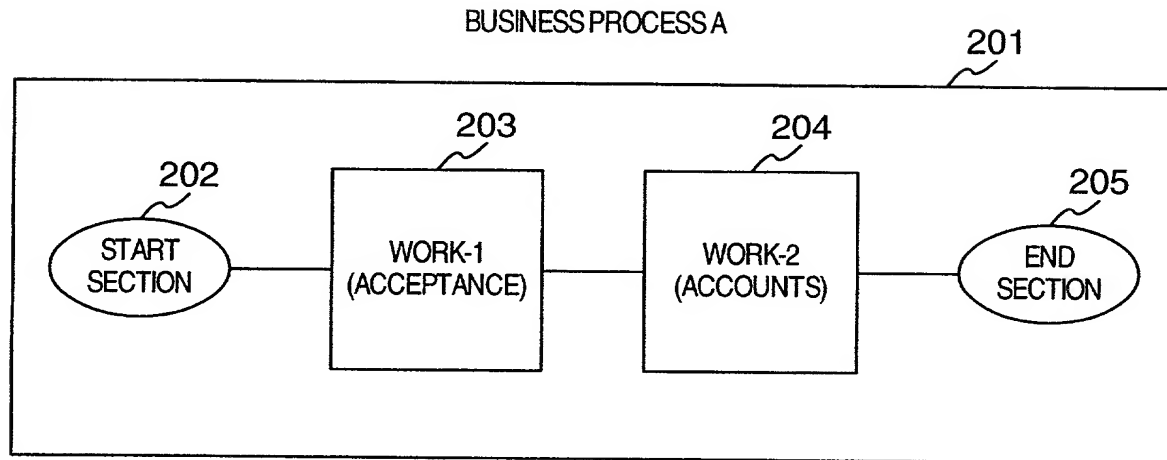 BUSINESS PROCESS A
201
203
204
202
205
START
SECTION
WORK-1
(ACCEPTANCE)
WORK-2
(ACCOUNTS)
END
SECTION